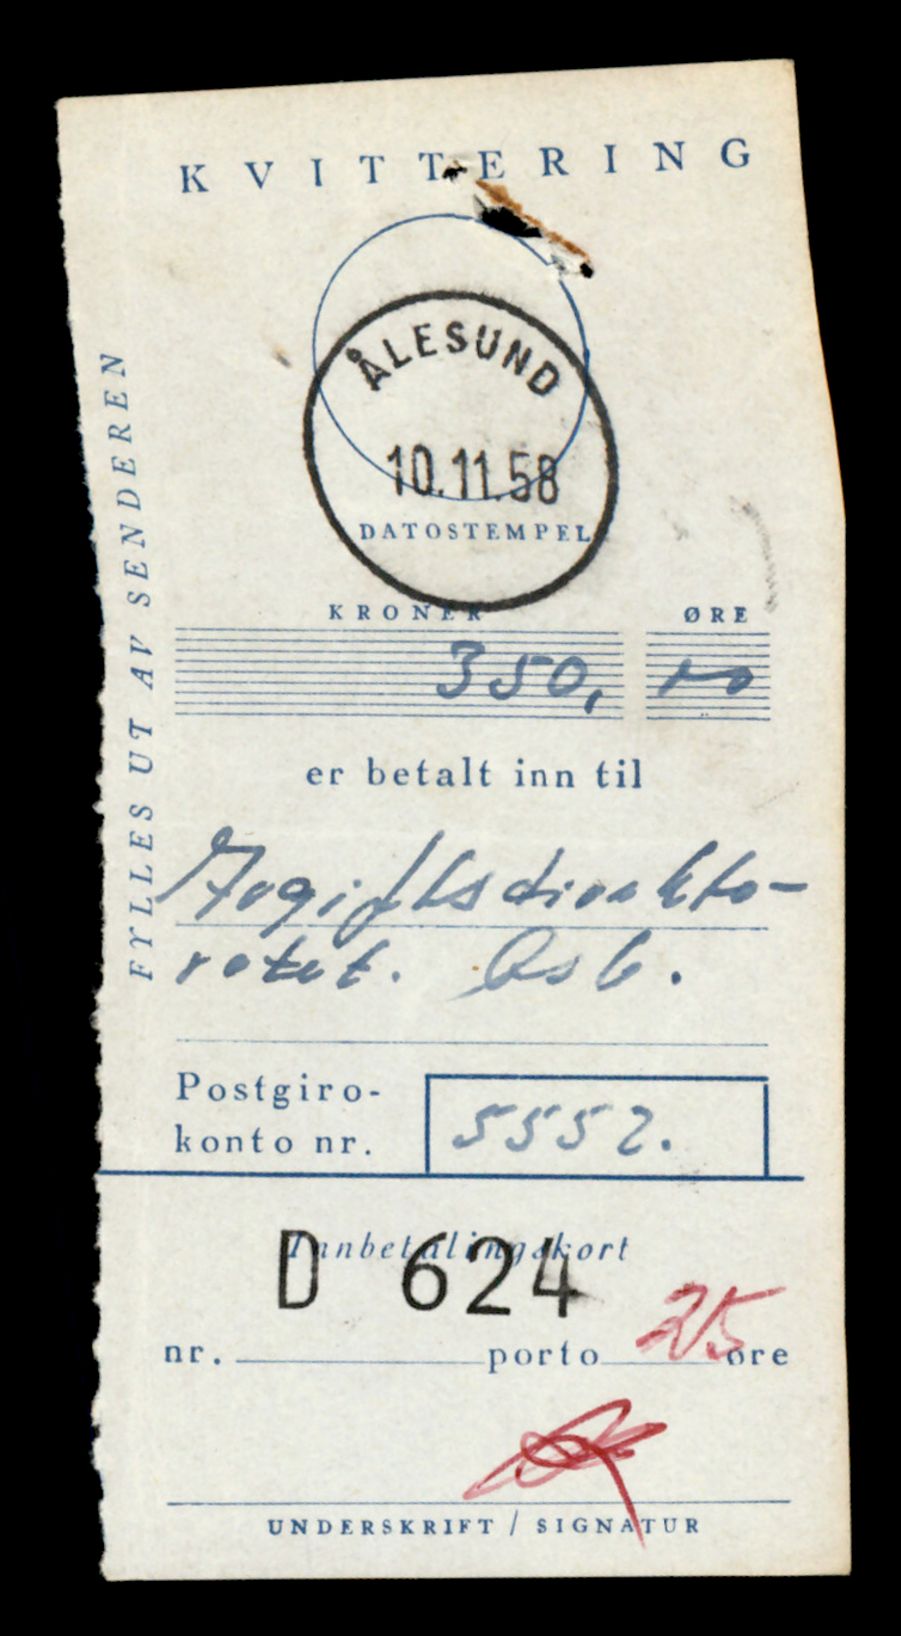 KVITTERING
ÅLESUND
10.11.58
DATOSTEMPEL
KRONER ØRE
350,
er betalt inn til
Avgiftsdirekto-
ratet. Oslo.
Postgiro-
konto nr. 5552.
Innbetalingskort
D 624
nr. porto 25 øre
UNDERSKRIFT / SIGNATUR
FYLLES UT AV SENDEREN